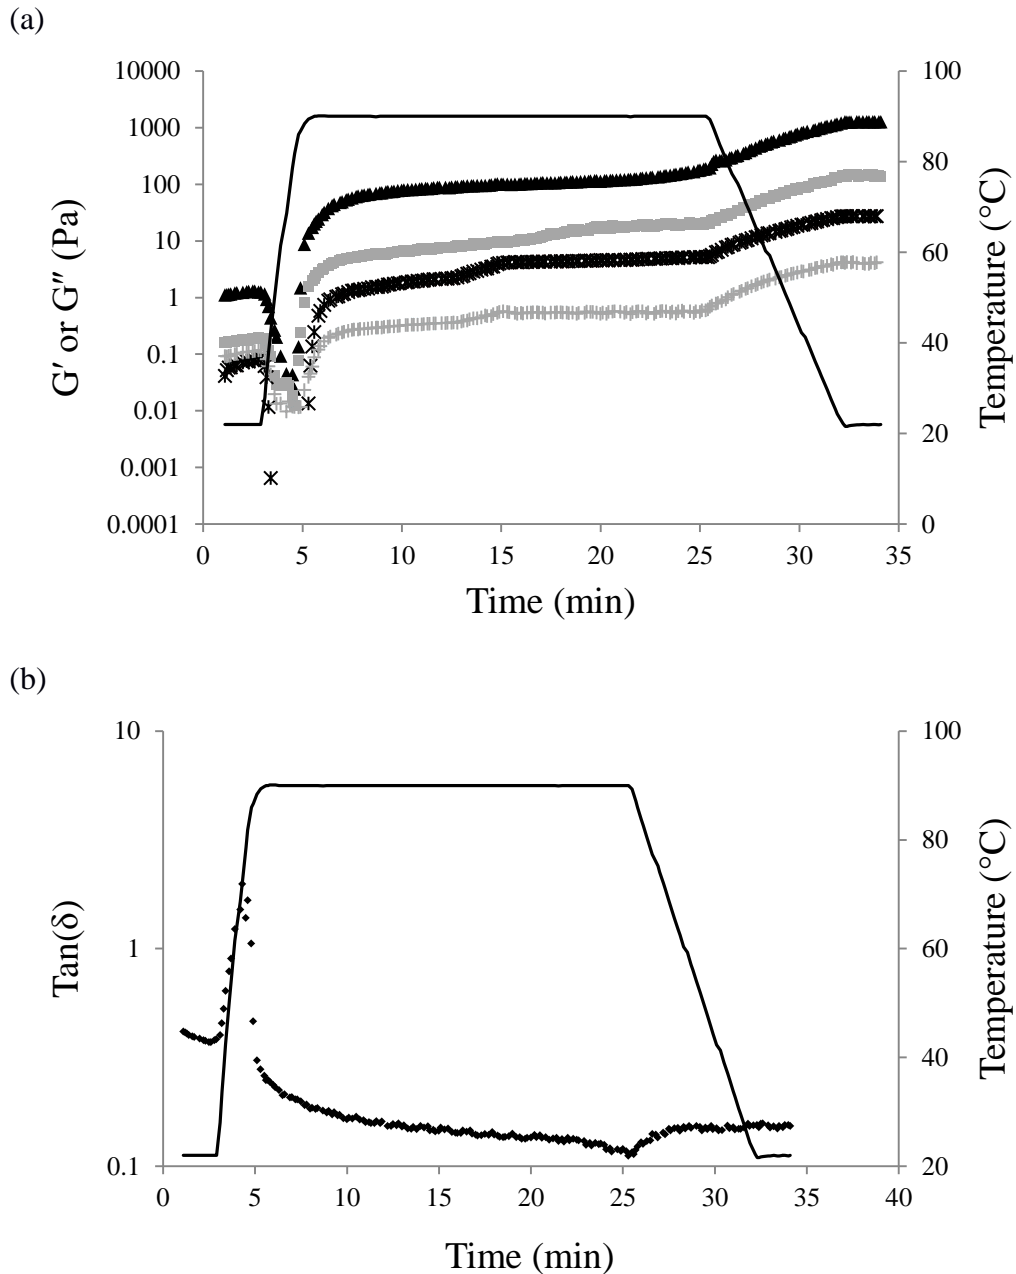 (a)
10000
1000
100
10
1
0.1
0.01
0.001
0.0001
G′ or G″ (Pa)
100
80
60
40
20
0
Temperature (°C)
0 5 10 15 20 25 30 35
Time (min)
(b)
10
1
0.1
Tan(δ)
100
80
60
40
20
Temperature (°C)
0 5 10 15 20 25 30 35 40
Time (min)